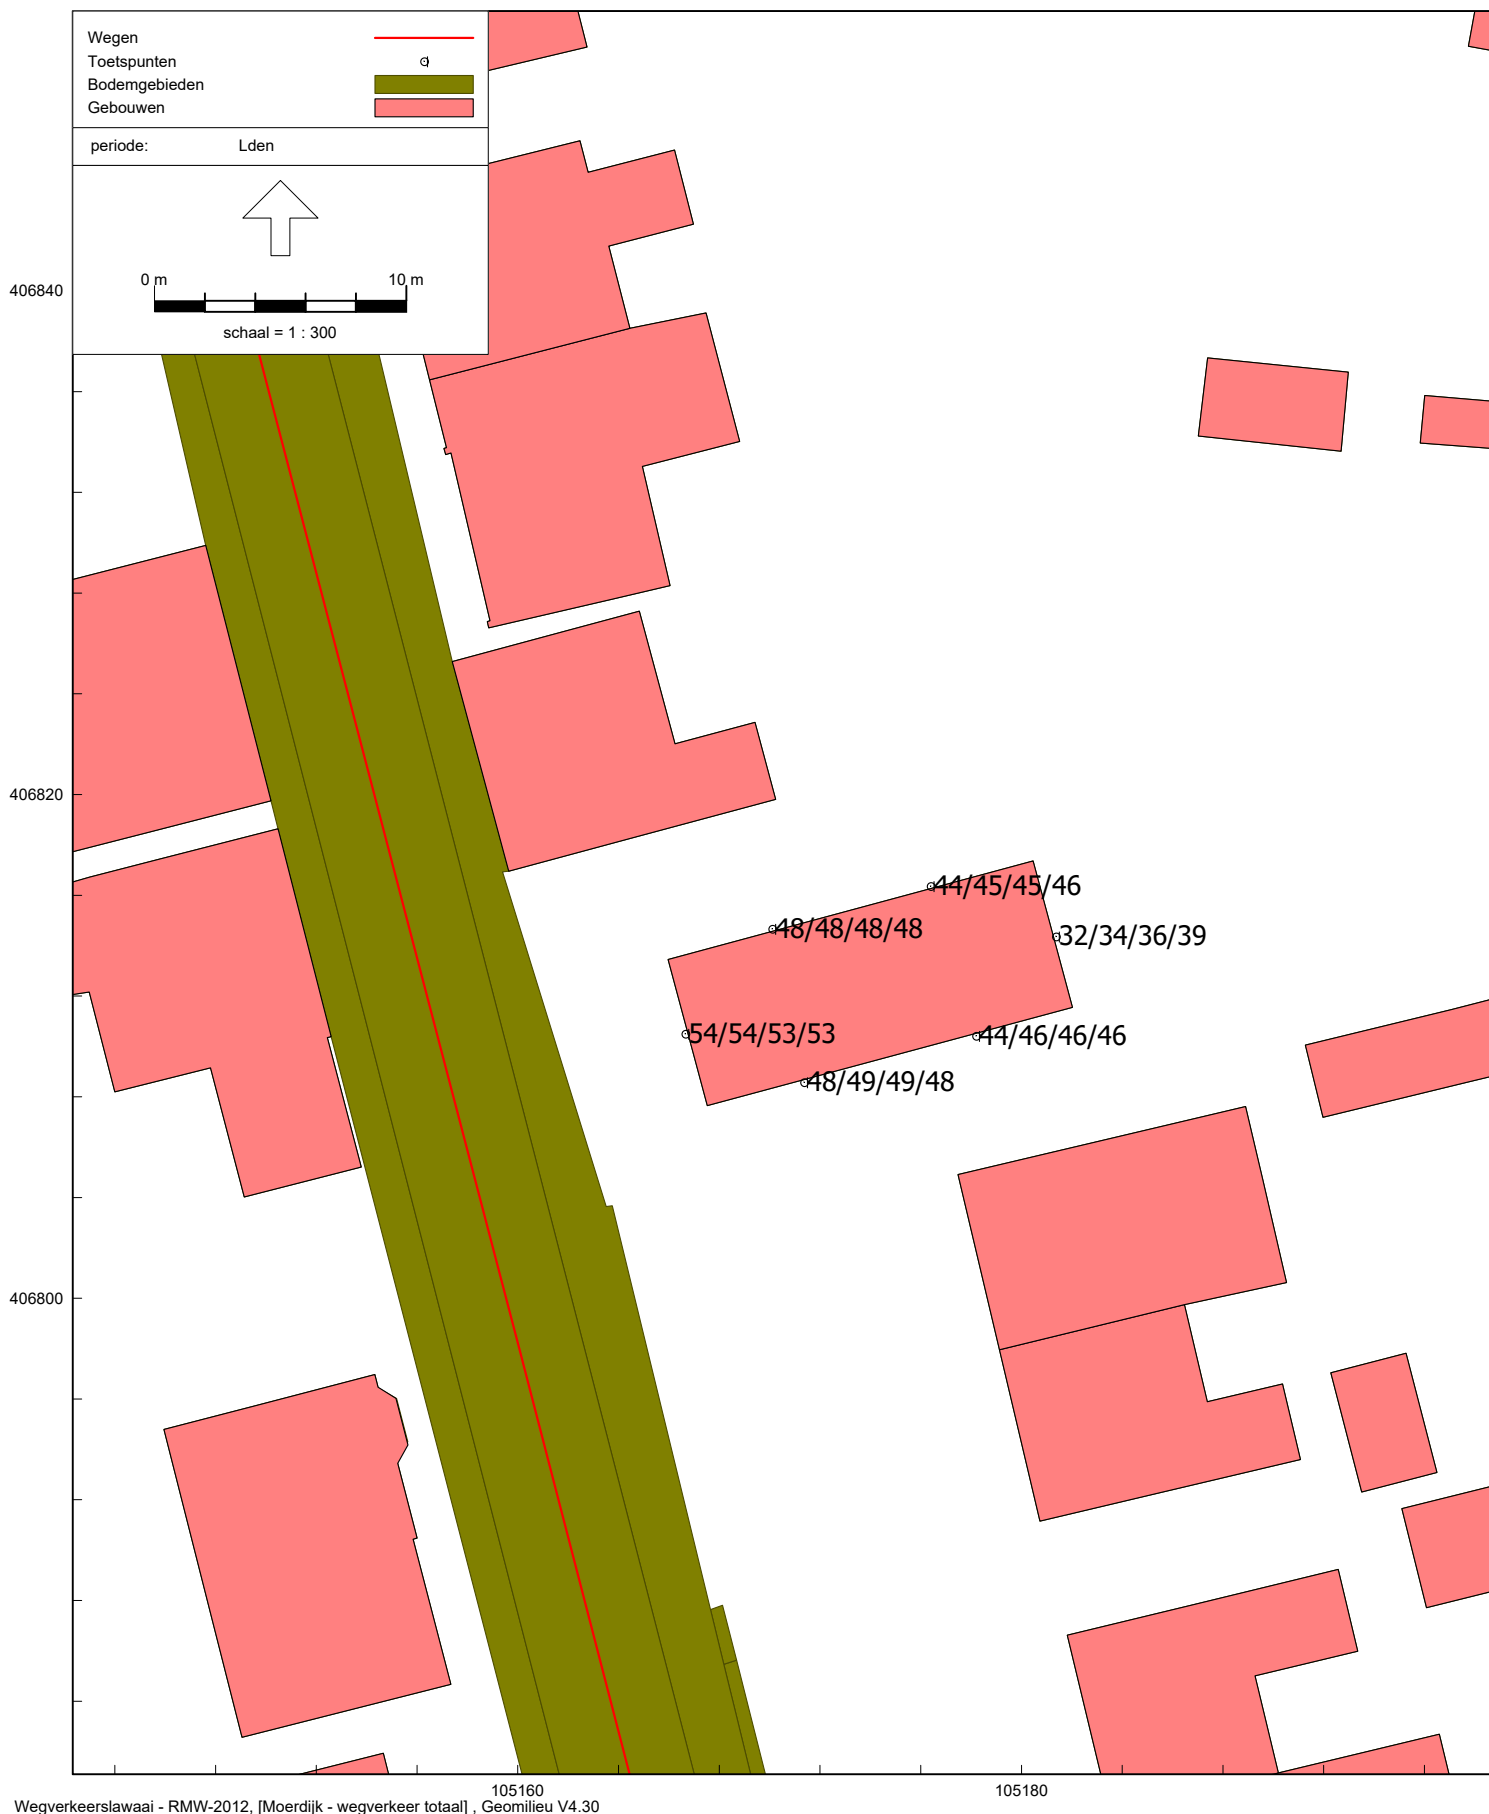 Wegen
Toetspunten
Bodemgebieden
Gebouwen
periode: Lden
0 m 10 m
schaal = 1 : 300
406840
406820
44/45/45/46
48/48/48/48
32/34/36/39
54/54/53/53
44/46/46/46
48/49/49/48
406800
105160 105180
Wegverkeerslawaai - RMW-2012, [Moerdijk - wegverkeer totaal] , Geomilieu V4.30